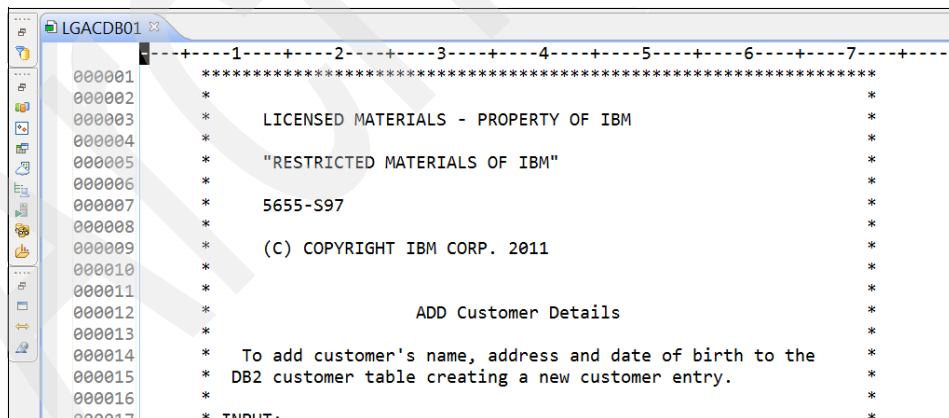 LGACDB01
----+----1----+----2----+----3----+----4----+----5----+----6----+----7----+----
000001 ******************************************************************
000002 * *
000003 * LICENSED MATERIALS - PROPERTY OF IBM *
000004 * *
000005 * "RESTRICTED MATERIALS OF IBM" *
000006 * *
000007 * 5655-S97 *
000008 * *
000009 * (C) COPYRIGHT IBM CORP. 2011 *
000010 * *
000011 * *
000012 * ADD Customer Details *
000013 * *
000014 * To add customer's name, address and date of birth to the *
000015 * DB2 customer table creating a new customer entry. *
000016 * *
000017 * INPUT: *